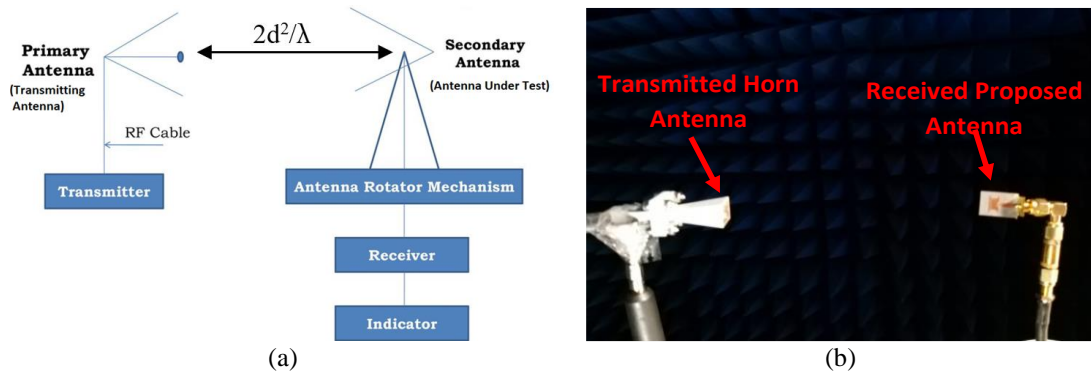 2d²/λ
Primary
Antenna
(Transmitting
Antenna)
Secondary
Antenna
(Antenna Under Test)
RF Cable
Transmitter
Antenna Rotator Mechanism
Receiver
Indicator
(a)
Transmitted Horn
Antenna
Received Proposed
Antenna
(b)